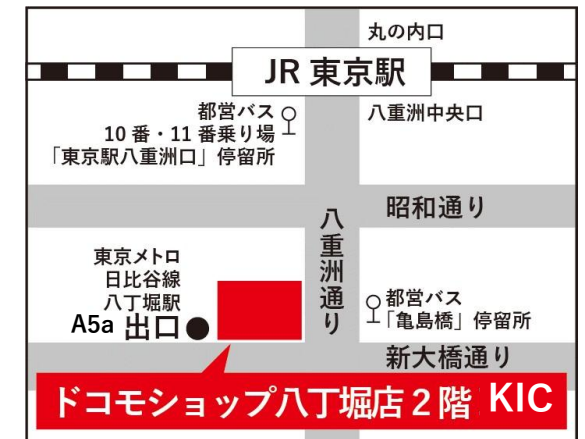 丸の内口
JR 東京駅
都営バス
10 番・11 番乗り場
「東京駅八重洲口」停留所
八重洲中央口
昭和通り
八重洲通り
東京メトロ
日比谷線
八丁堀駅
A5a 出口
都営バス
「亀島橋」停留所
新大橋通り
ドコモショップ八丁堀店 2 階 KIC